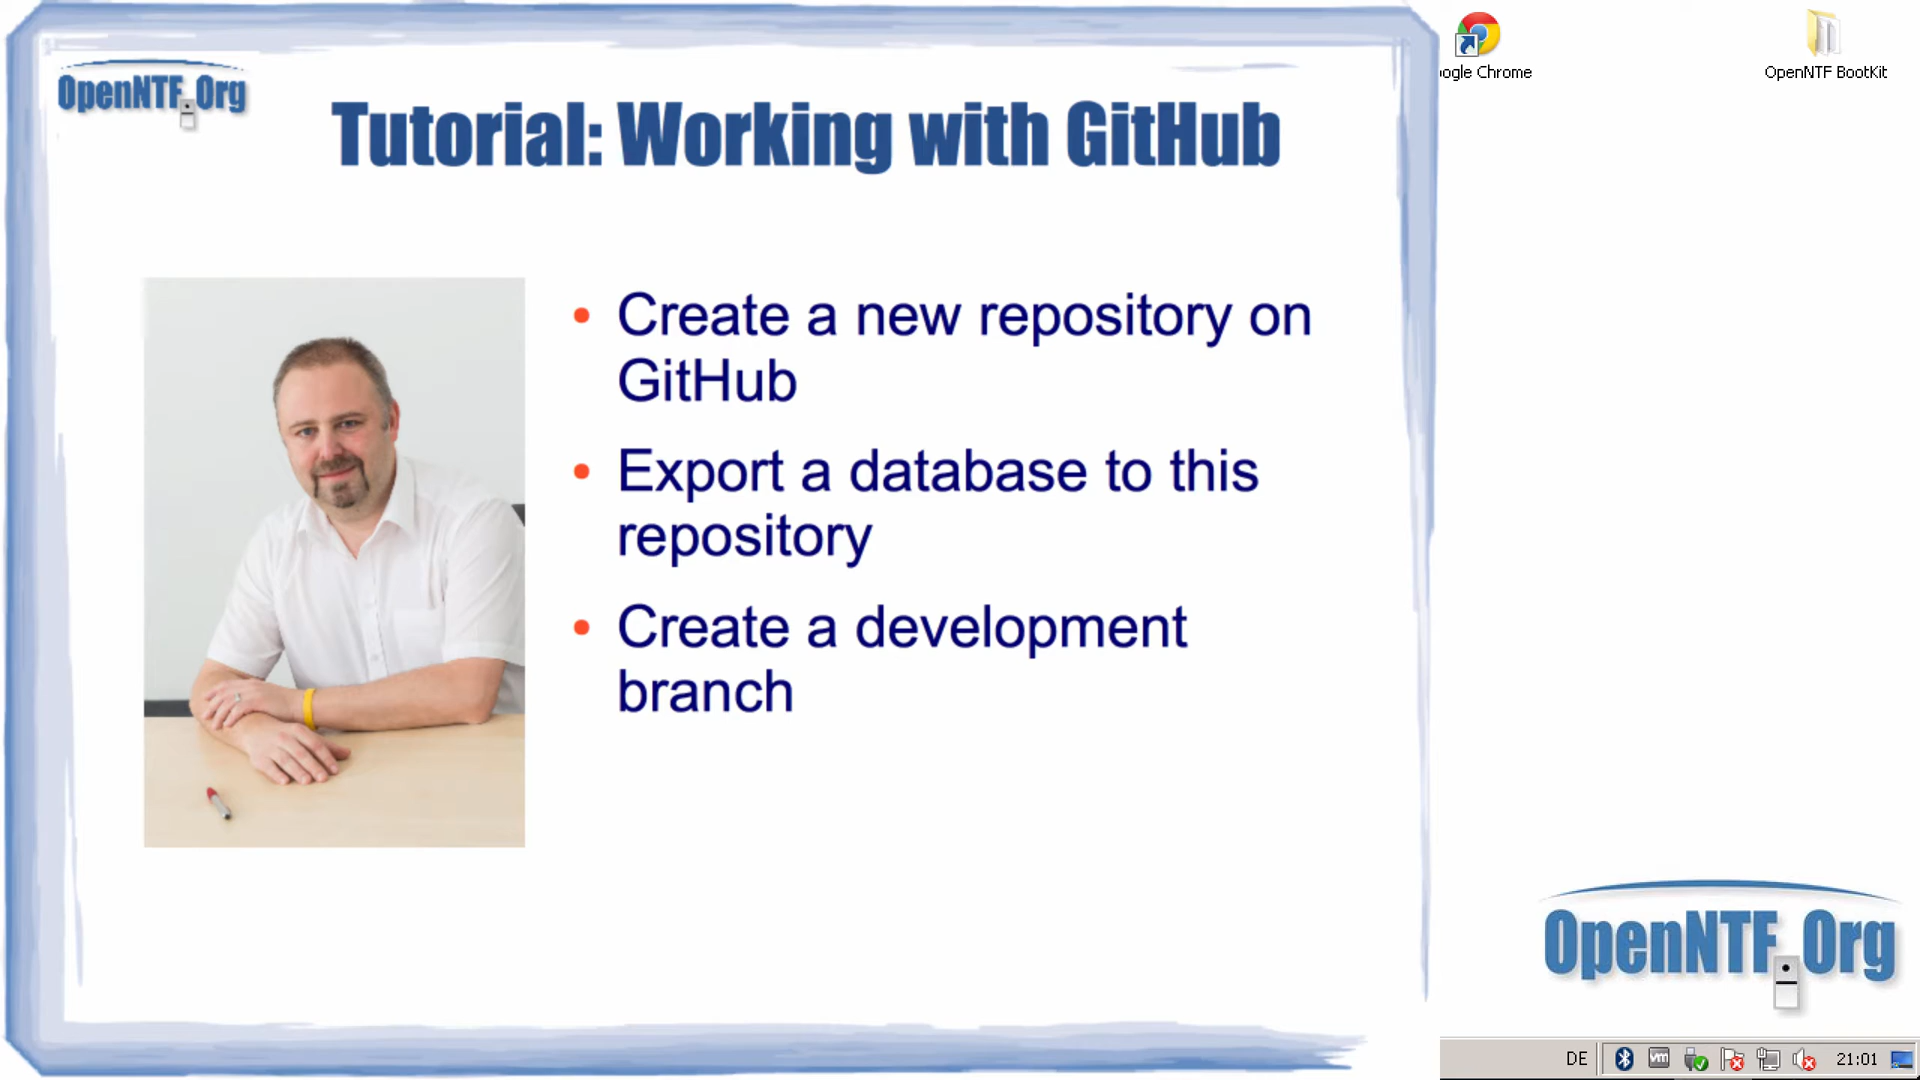 OpenNTF.Org
Tutorial: Working with GitHub
• Create a new repository on
GitHub
• Export a database to this
repository
• Create a development
branch
ogle Chrome
OpenNTF BootKit
OpenNTF.Org
DE
vm
21:01